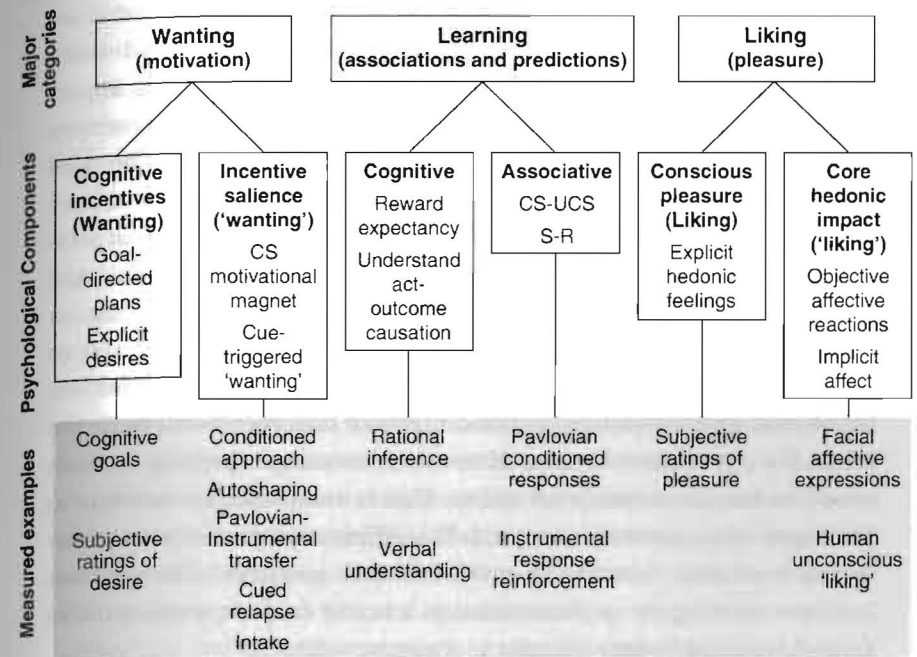 Major
categories
Wanting
(motivation)
Learning
(associations and predictions)
Liking
(pleasure)
Psychological Components
Cognitive
incentives
(Wanting)
Goal-
directed
plans
Explicit
desires
Incentive
salience
('wanting')
CS
motivational
magnet
Cue-
triggered
'wanting'
Cognitive
Reward
expectancy
Understand
act-
outcome
causation
Associative
CS-UCS
S-R
Conscious
pleasure
(Liking)
Explicit
hedonic
feelings
Core
hedonic
impact
('liking')
Objective
affective
reactions
Implicit
affect
Measured examples
Cognitive
goals
Subjective
ratings of
desire
Conditioned
approach
Autoshaping
Pavlovian-
Instrumental
transfer
Cued
relapse
Intake
Rational
inference
Verbal
understanding
Pavlovian
conditioned
responses
Instrumental
response
reinforcement
Subjective
ratings of
pleasure
Facial
affective
expressions
Human
unconscious
'liking'